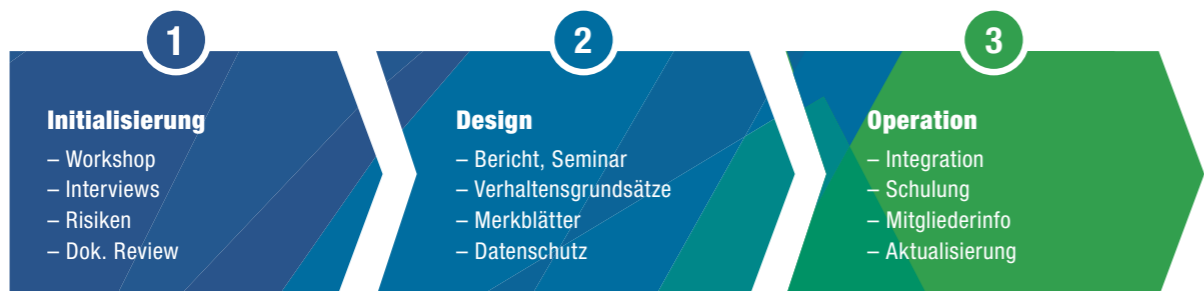 1
Initialisierung
– Workshop
– Interviews
– Risiken
– Dok. Review
2
Design
– Bericht, Seminar
– Verhaltensgrundsätze
– Merkblätter
– Datenschutz
3
Operation
– Integration
– Schulung
– Mitgliederinfo
– Aktualisierung